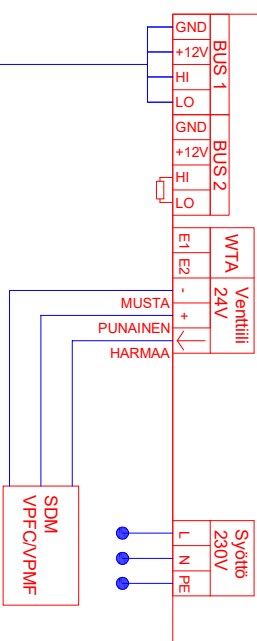 GND
+12V
HI
LO
BUS 1
GND
+12V
HI
LO
BUS 2
E1
E2
WTA
-
+
Venttiili
24V
MUSTA
PUNAINEN
HARMAA
SDM
VPFC/VPMF
L
N
PE
Syöttö
230V